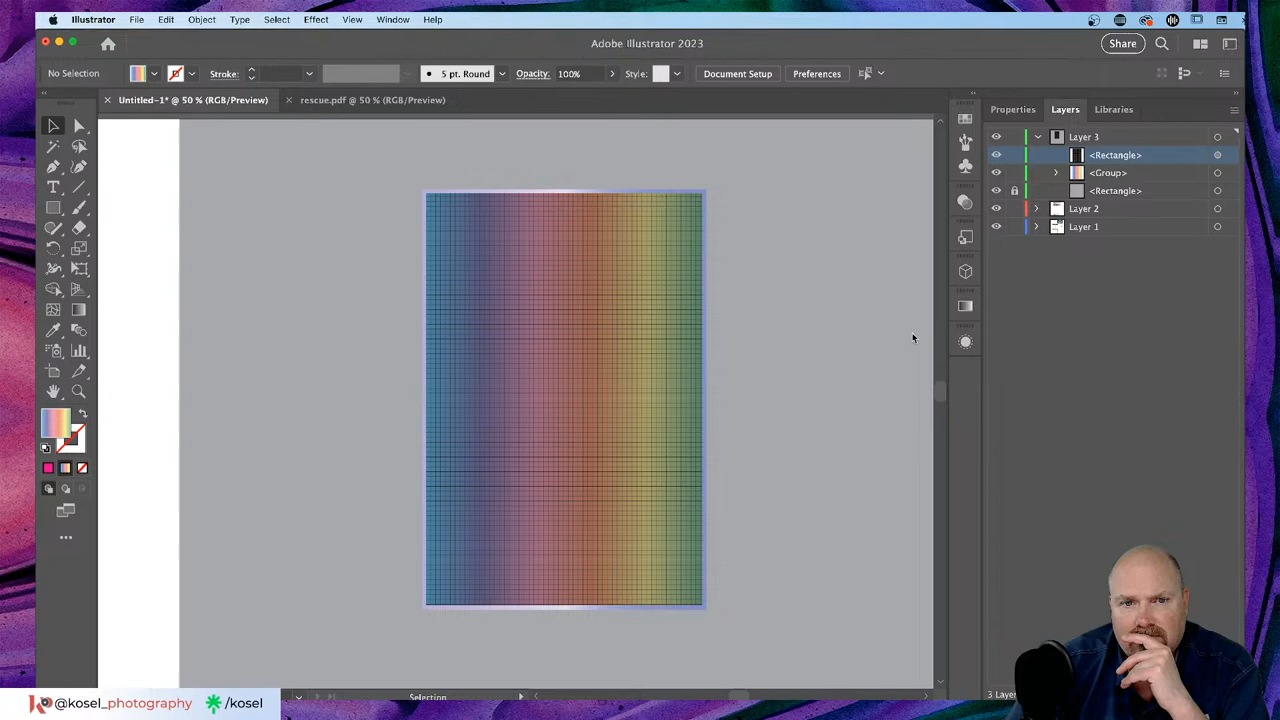 Illustrator File Edit Object Type Select Effect View Window Help
Adobe Illustrator 2023
Share
No Selection
Stroke:
5 pt. Round
Opacity: 100%
Style:
Document Setup
Preferences
Untitled-1* @ 50 % (RGB/Preview)
rescue.pdf @ 50 % (RGB/Preview)
Properties Layers Libraries
Layer 3
<Rectangle>
<Group>
<Rectangle>
Layer 2
Layer 1
Selection
3 Layer
@kosel_photography
/kosel